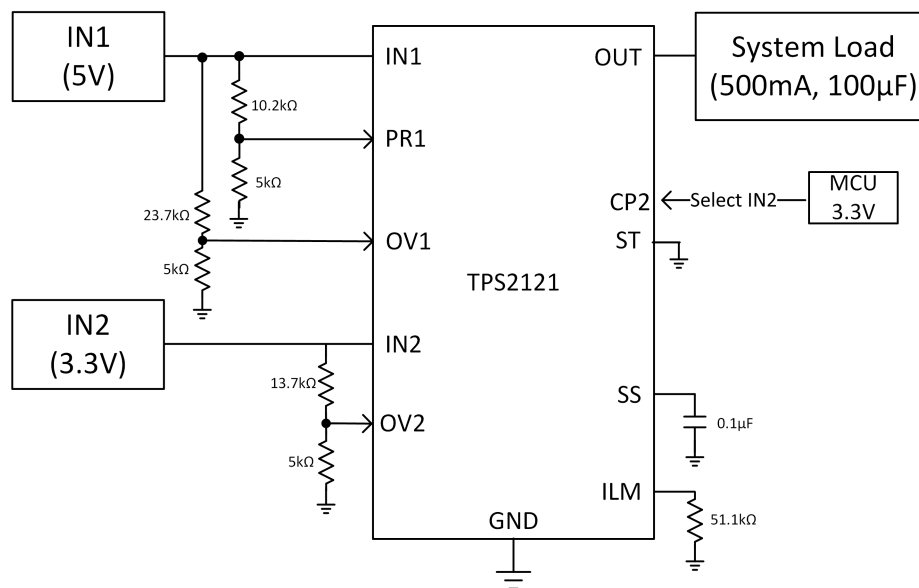 IN1
(5V)
IN1
OUT
System Load
(500mA, 100µF)
10.2kΩ
PR1
5kΩ
23.7kΩ
OV1
5kΩ
CP2
Select IN2
MCU
3.3V
ST
TPS2121
IN2
(3.3V)
IN2
13.7kΩ
OV2
5kΩ
SS
0.1µF
ILM
51.1kΩ
GND